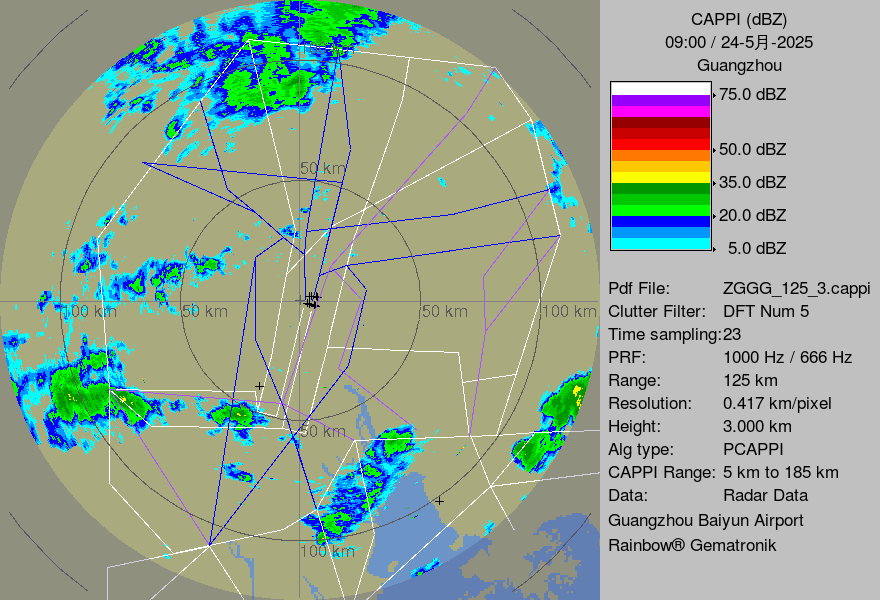 CAPPI (dBZ)
09:00 / 24-5月-2025
Guangzhou
75.0 dBZ
50.0 dBZ
35.0 dBZ
20.0 dBZ
5.0 dBZ
Pdf File: ZGGG_125_3.cappi
Clutter Filter: DFT Num 5
Time sampling:23
PRF: 1000 Hz / 666 Hz
Range: 125 km
Resolution: 0.417 km/pixel
Height: 3.000 km
Alg type: PCAPPI
CAPPI Range: 5 km to 185 km
Data: Radar Data
Guangzhou Baiyun Airport
Rainbow® Gematronik
50 km
100 km
50 km
50 km
100 km
50 km
100 km